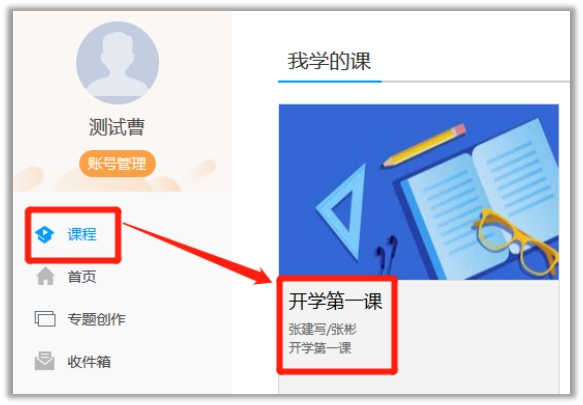 测试曹
账号管理
课程
首页
专题创作
收件箱
我学的课
开学第一课
张建写/张彬
开学第一课